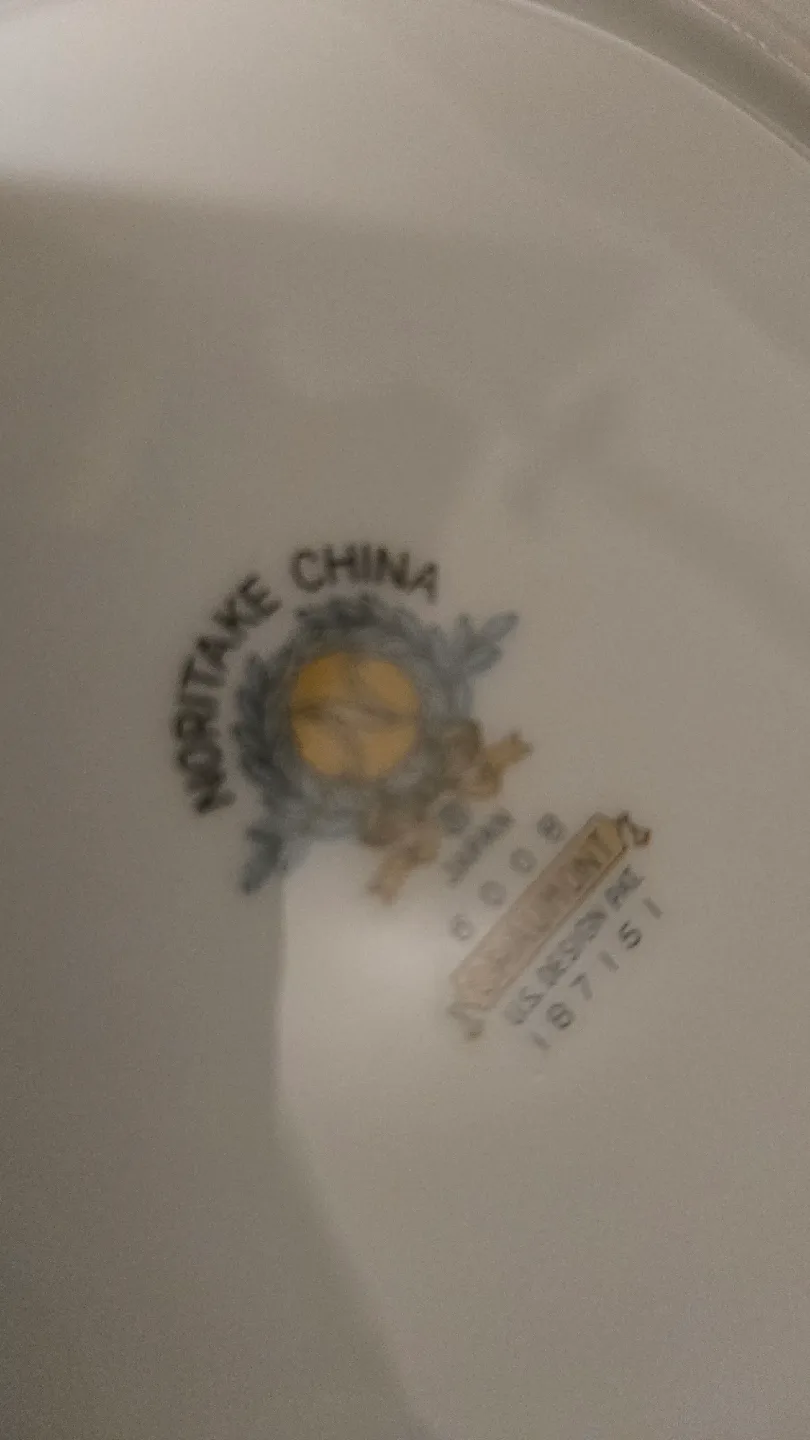 NORITAKE CHINA
JAPAN
6008
U.S. DESIGN PAT.
187151